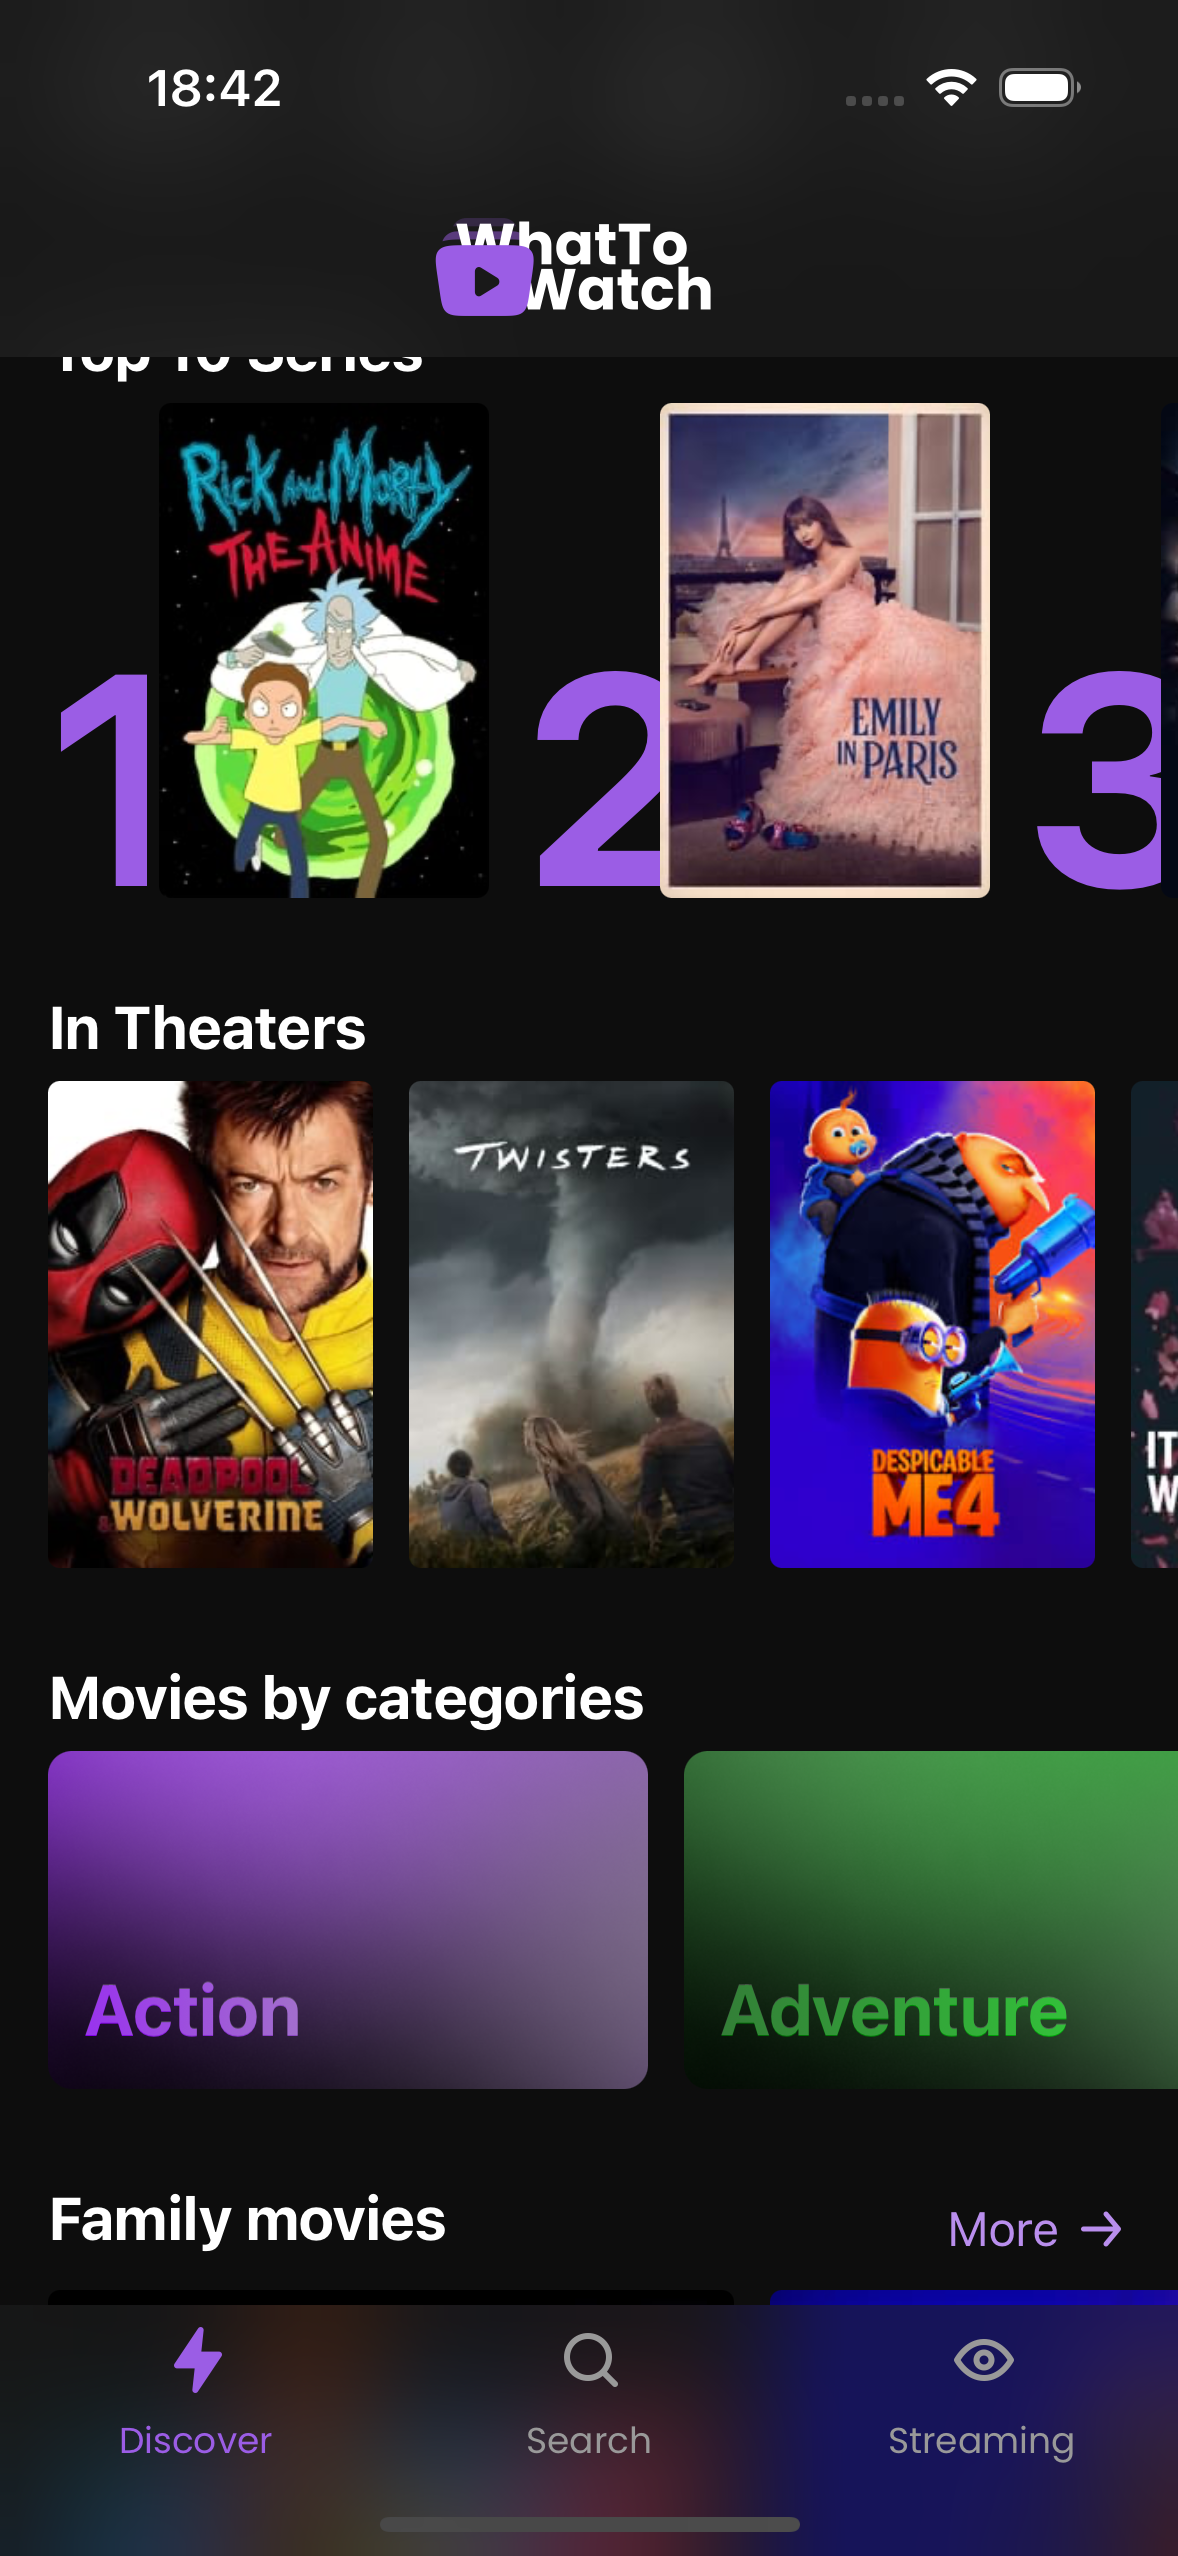 18:42
WhatTo
Watch
Top 10 Series
RICK AND MORTY
THE ANIME
1
2
EMILY
IN PARIS
3
In Theaters
DEADPOOL
&WOLVERINE
TWISTERS
DESPICABLE
ME4
IT
W
Movies by categories
Action
Adventure
Family movies
More →
Discover
Search
Streaming